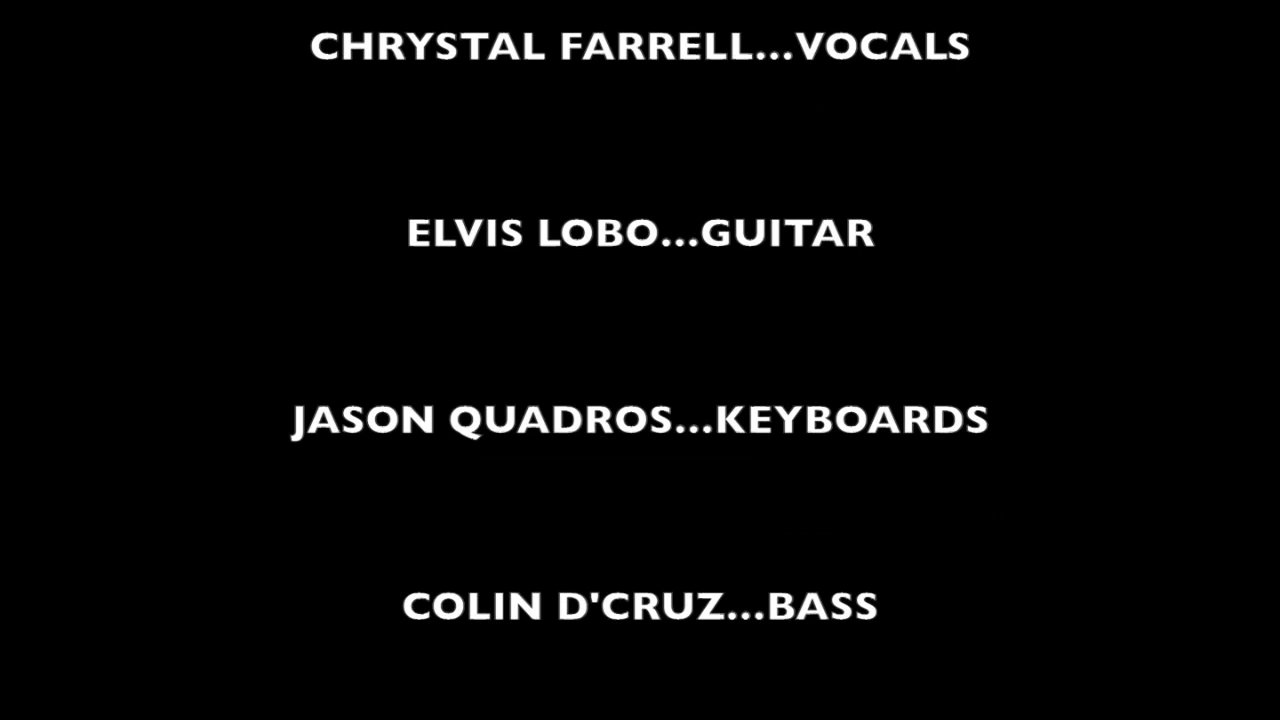 CHRYSTAL FARRELL...VOCALS
ELVIS LOBO...GUITAR
JASON QUADROS...KEYBOARDS
COLIN D'CRUZ...BASS